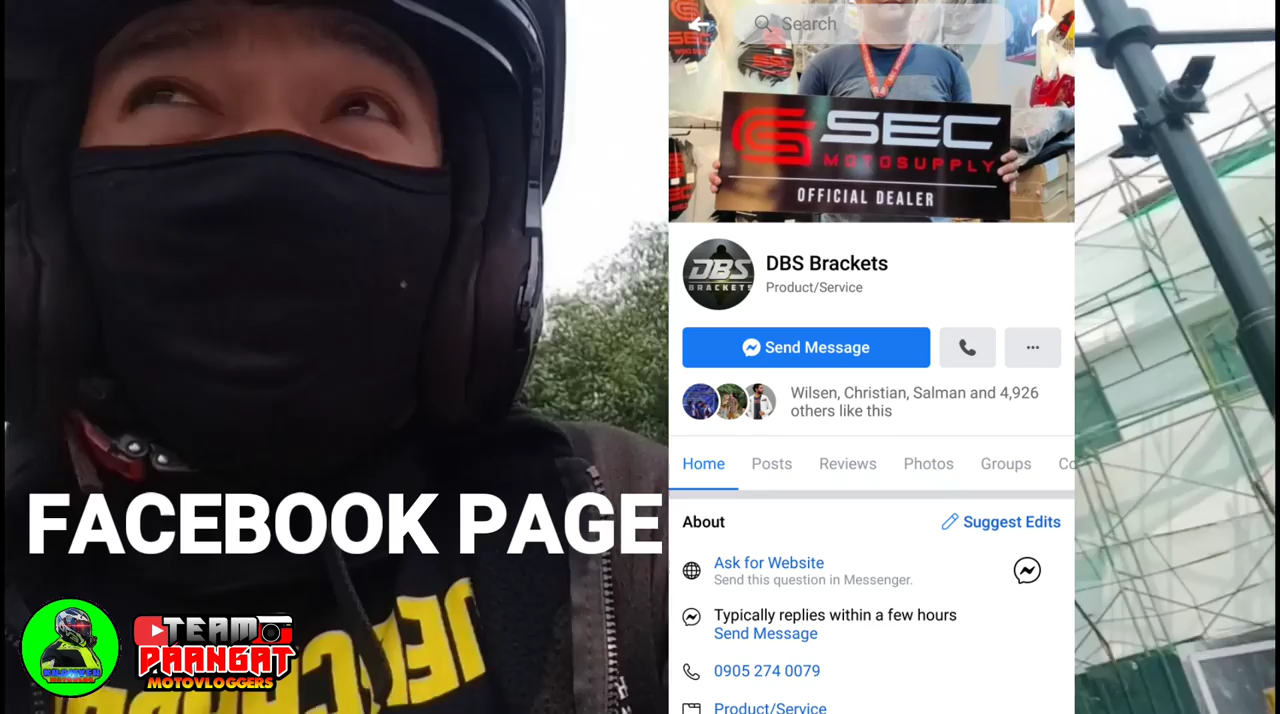 Search
SEC
SEC
MOTOSUPPLY
OFFICIAL DEALER
DBS
BRACKETS
DBS Brackets
Product/Service
Send Message
Wilsen, Christian, Salman and 4,926
others like this
Home Posts Reviews Photos Groups Co
About
Suggest Edits
Ask for Website
Send this question in Messenger.
Typically replies within a few hours
Send Message
0905 274 0079
Product/Service
FACEBOOK PAGE
TEAM
PAANGAT
MOTOVLOGGERS